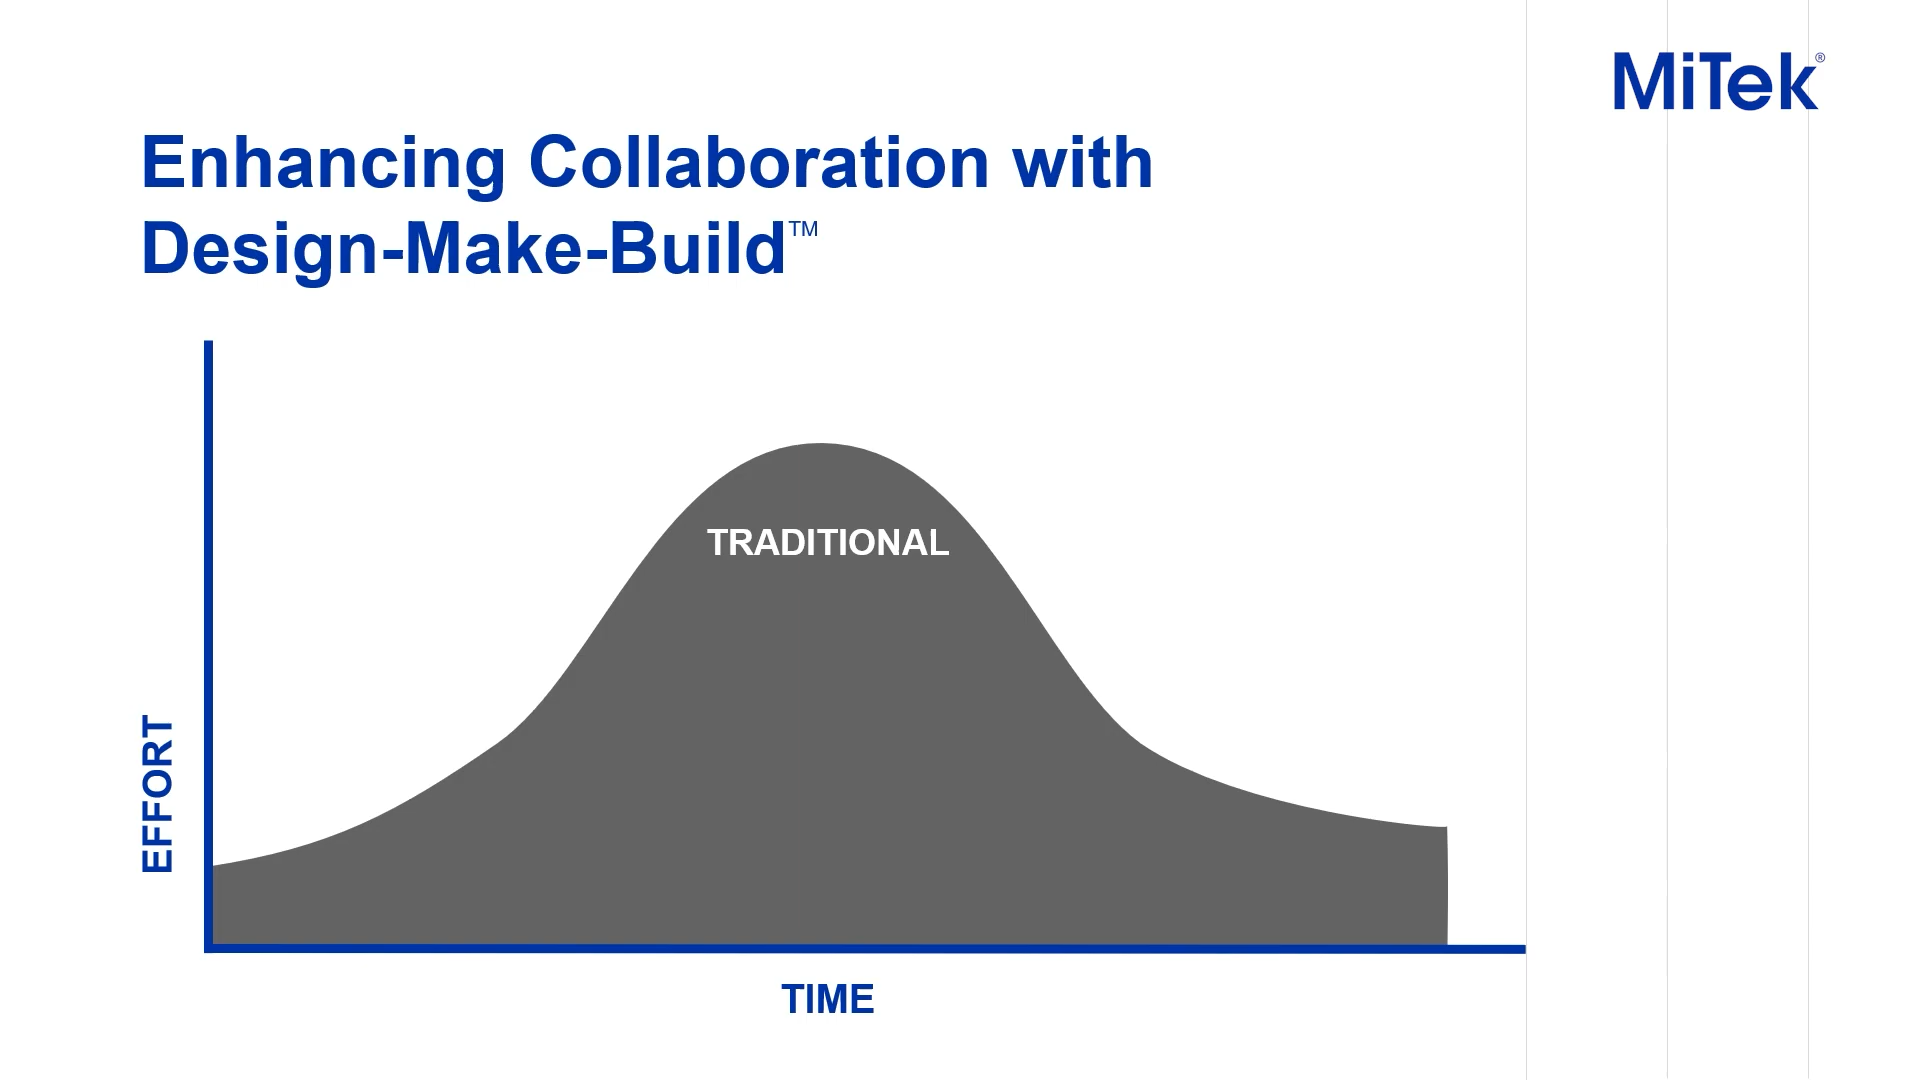 MiTek®
Enhancing Collaboration with
Design-Make-Build™
TRADITIONAL
EFFORT
TIME